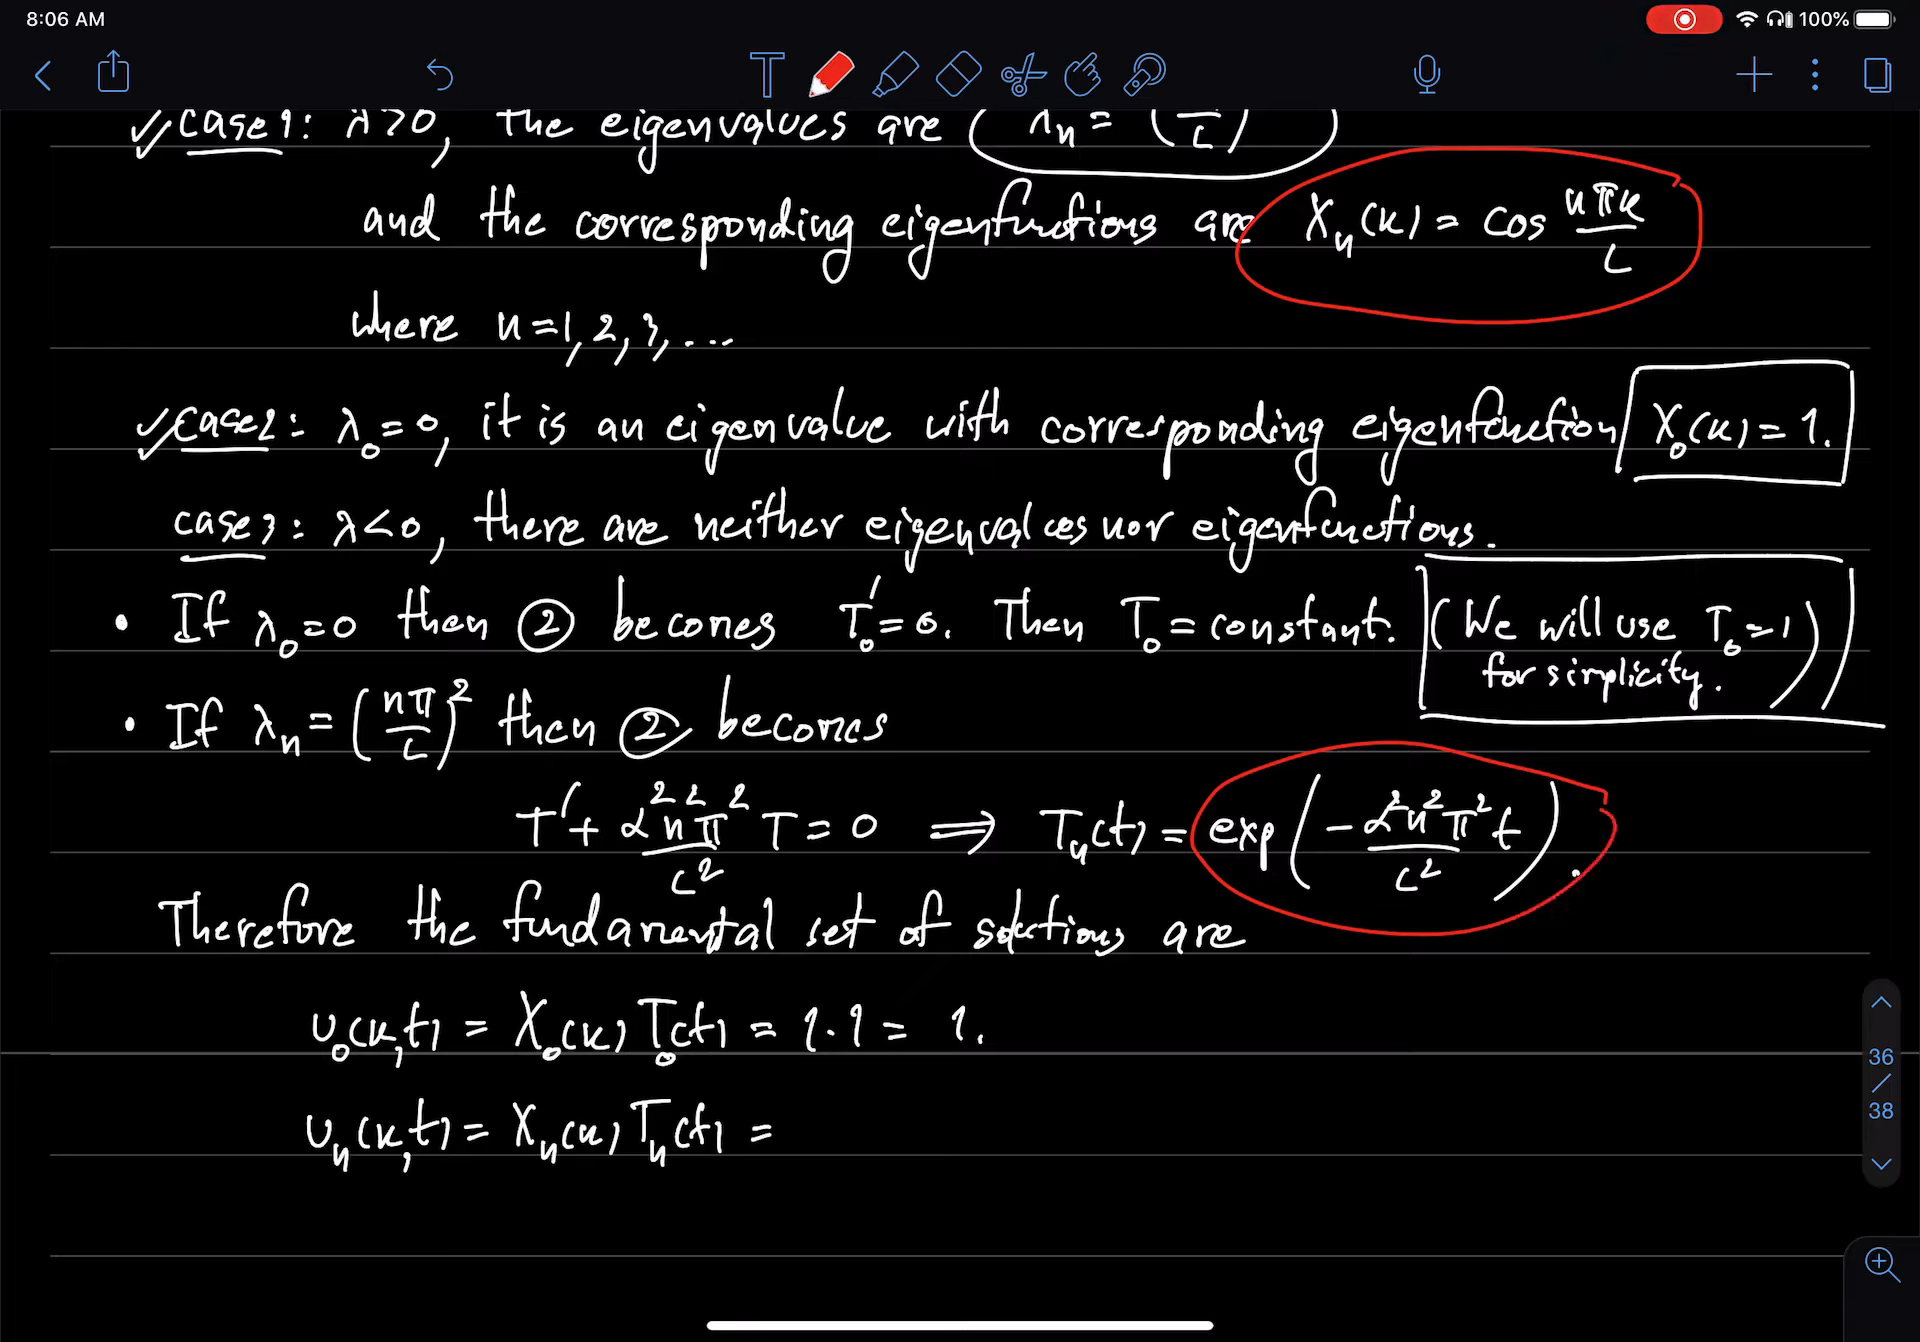 8:06 AM
100%
case 1: λ>0, the eigenvalues are λn = (π/L)
and the corresponding eigenfunctions are Xn(x) = cos nπx/L
where n=1,2,3,...
case 2: λ₀=0, it is an eigenvalue with corresponding eigenfunction X₀(x) = 1.
case 3: λ<0, there are neither eigenvalues nor eigenfunctions.
• If λ₀=0 then ② becomes T₀'=0. Then T₀ = constant. (We will use T₀=1
for simplicity.)
• If λn = (nπ/L)² then ② becomes
T' + α²n²π²/L² T = 0 ⟹ Tn(t) = exp(-α²n²π²t/L²).
Therefore the fundamental set of solutions are
u₀(x,t) = X₀(x) T₀(t) = 1·1 = 1.
un(x,t) = Xn(x) Tn(t) =
36
/
38